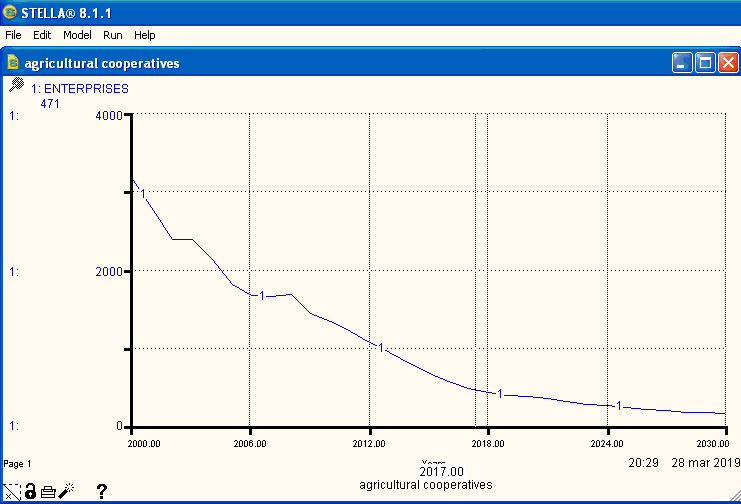 STELLA® 8.1.1
File Edit Model Run Help
agricultural cooperatives
1: ENTERPRISES
471
1: 4000
1: 2000
1: 0
1 1 1 1 1
2000.00 2006.00 2012.00 2018.00 2024.00 2030.00
Page 1 20:29 28 mar 2019
2017.00
agricultural cooperatives
?